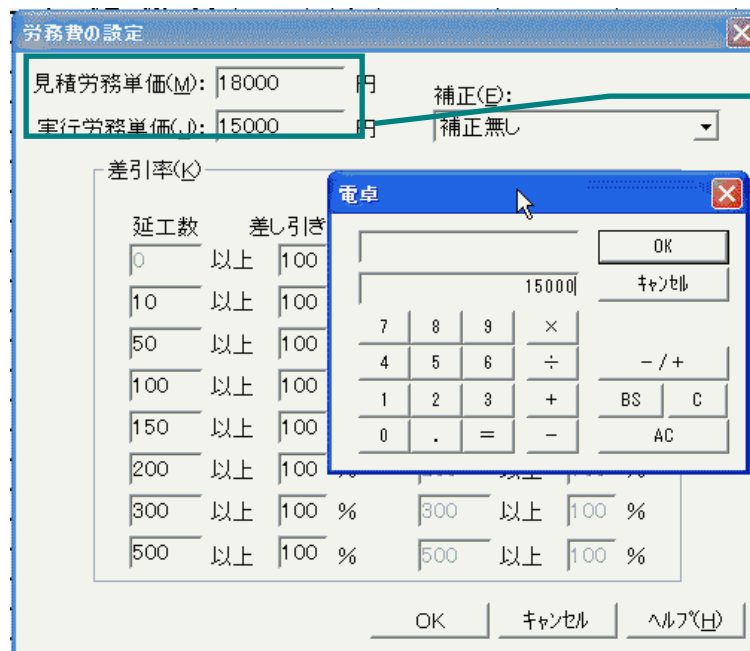 労務費の設定
見積労務単価(M): 18000 円
補正(E):
実行労務単価(J): 15000 円
補正無し
差引率(K)
電卓
延工数 差し引き
OK
0 以上 100
15000 キャンセル
10 以上 100
7 8 9 ×
50 以上 100
4 5 6 ÷ -/+
100 以上 100
1 2 3 + BS C
150 以上 100
0 . = - AC
200 以上 100
300 以上 100 % 300 以上 100 %
500 以上 100 % 500 以上 100 %
OK キャンセル ヘルプ(H)